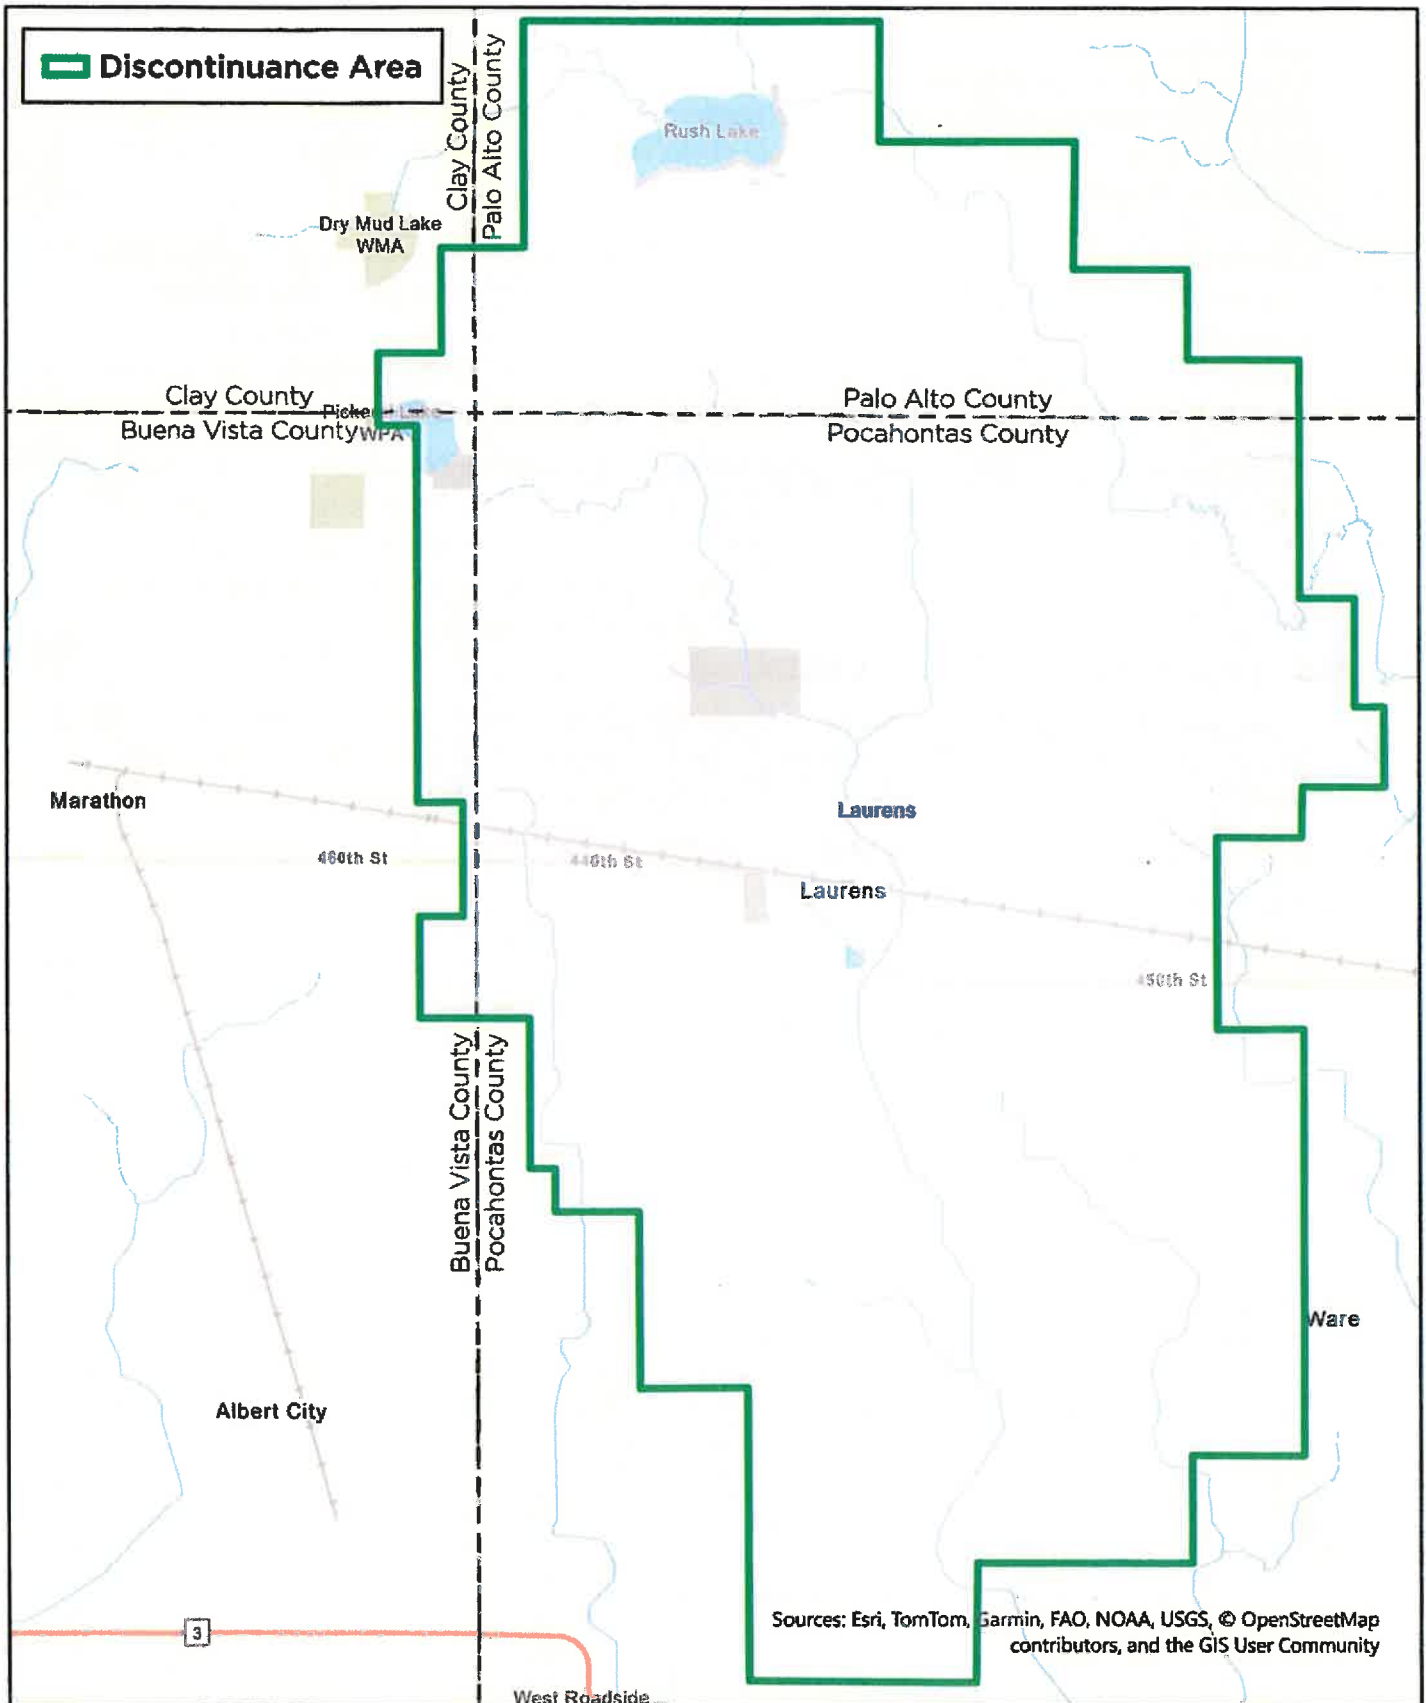 Discontinuance Area
Clay County
Palo Alto County
Rush Lake
Dry Mud Lake
WMA
Clay County
Palo Alto County
Lake
Buena Vista County
WPA
Pocahontas County
Marathon
Laurens
460th St
440th St
Laurens
450th St
Buena Vista County
Pocahontas County
Ware
Albert City
Sources: Esri, TomTom, Garmin, FAO, NOAA, USGS, © OpenStreetMap
contributors, and the GIS User Community
3
West Roadside